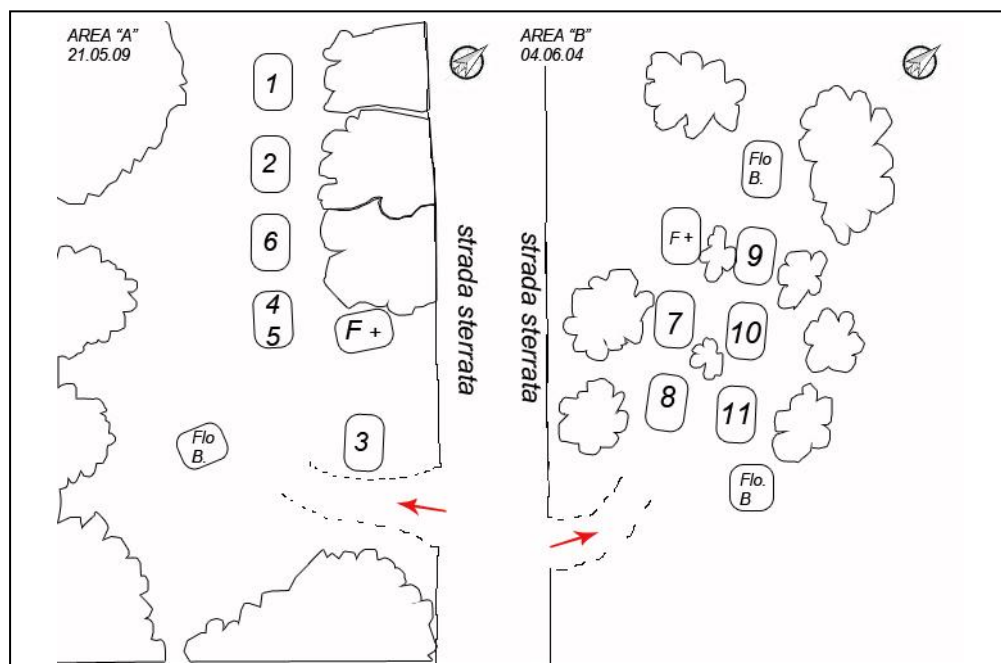 AREA "A"
21.05.09
1
2
6
4
5
F +
3
Flo
B.
strada sterrata
AREA "B"
04.06.04
strada sterrata
Flo
B.
F +
9
7
10
8
11
Flo.
B